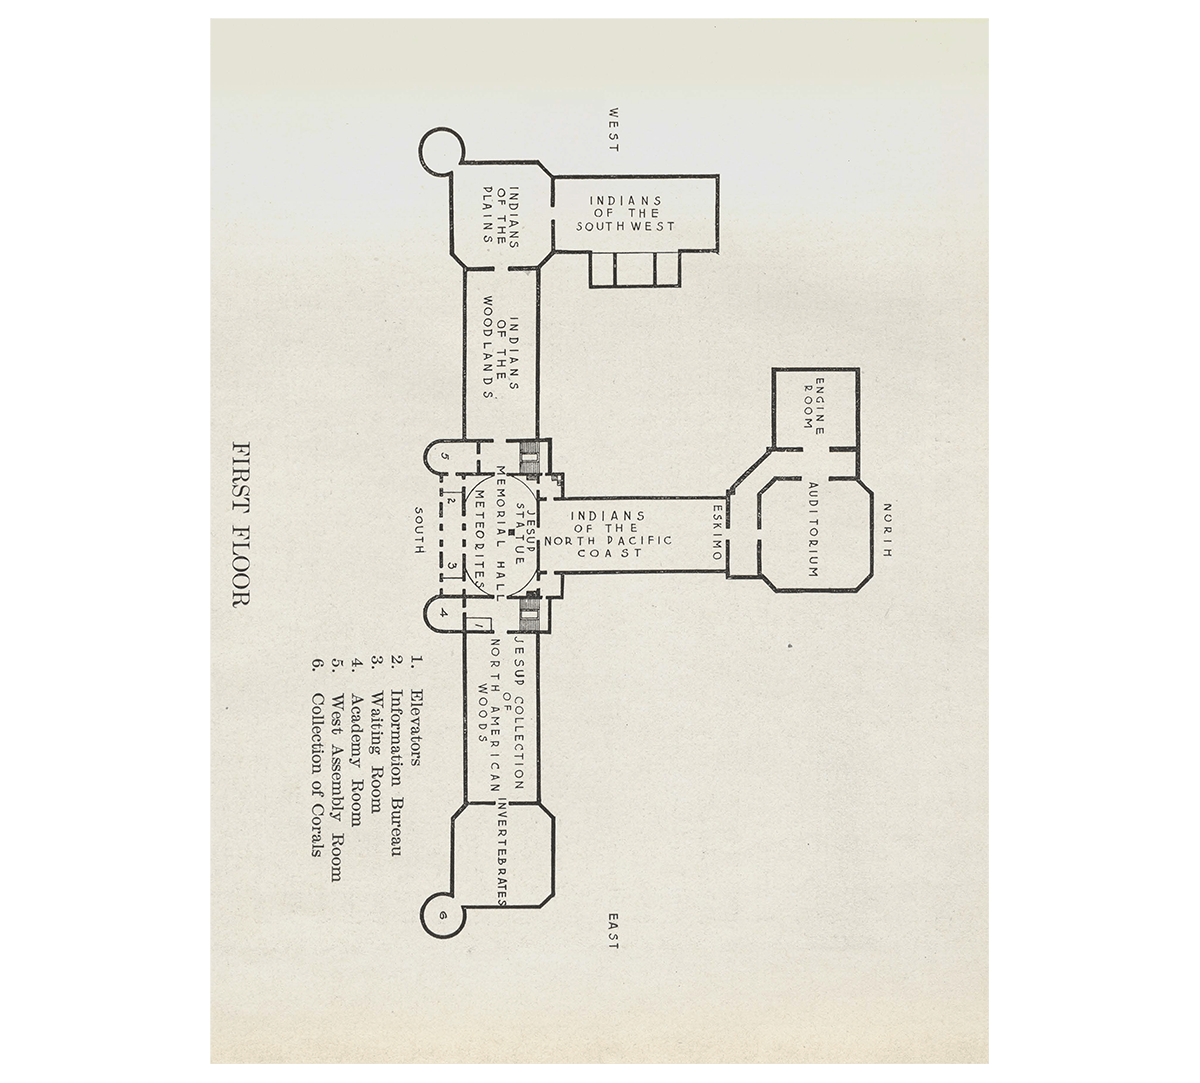 WEST
INDIANS
OF THE
PLAINS
INDIANS
OF THE
SOUTHWEST
INDIANS
OF THE
WOODLANDS
ENGINE
ROOM
AUDITORIUM
NORTH
ESKIMO
INDIANS
OF THE
NORTH PACIFIC
COAST
JESUP
STATUE
MEMORIAL HALL
METEORITES
5
2
3
4
1
SOUTH
JESUP COLLECTION
OF
NORTH AMERICAN
WOODS
INVERTEBRATES
6
EAST
1. Elevators
2. Information Bureau
3. Waiting Room
4. Academy Room
5. West Assembly Room
6. Collection of Corals
FIRST FLOOR